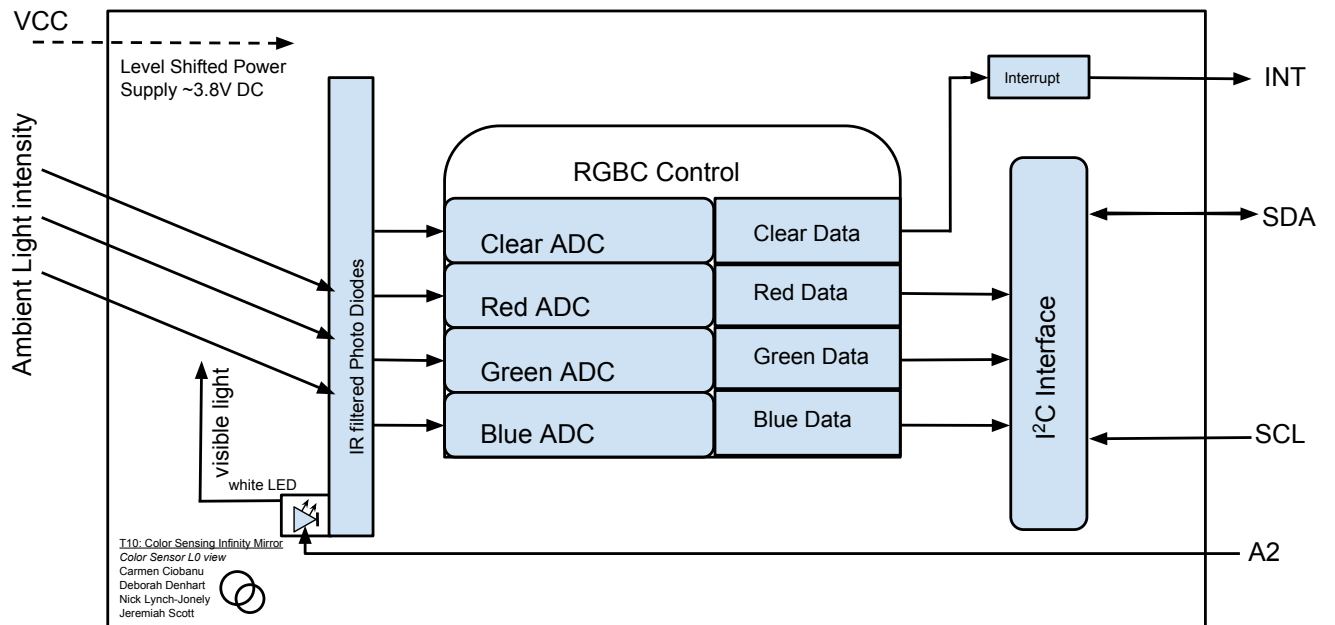 VCC
Level Shifted Power
Supply ~3.8V DC
Ambient Light intensity
visible light
white LED
IR filtered Photo Diodes
RGBC Control
Clear ADC
Clear Data
Red ADC
Red Data
Green ADC
Green Data
Blue ADC
Blue Data
Interrupt
INT
I²C Interface
SDA
SCL
A2
T10: Color Sensing Infinity Mirror
Color Sensor L0 view
Carmen Ciobanu
Deborah Denhart
Nick Lynch-Jonely
Jeremiah Scott